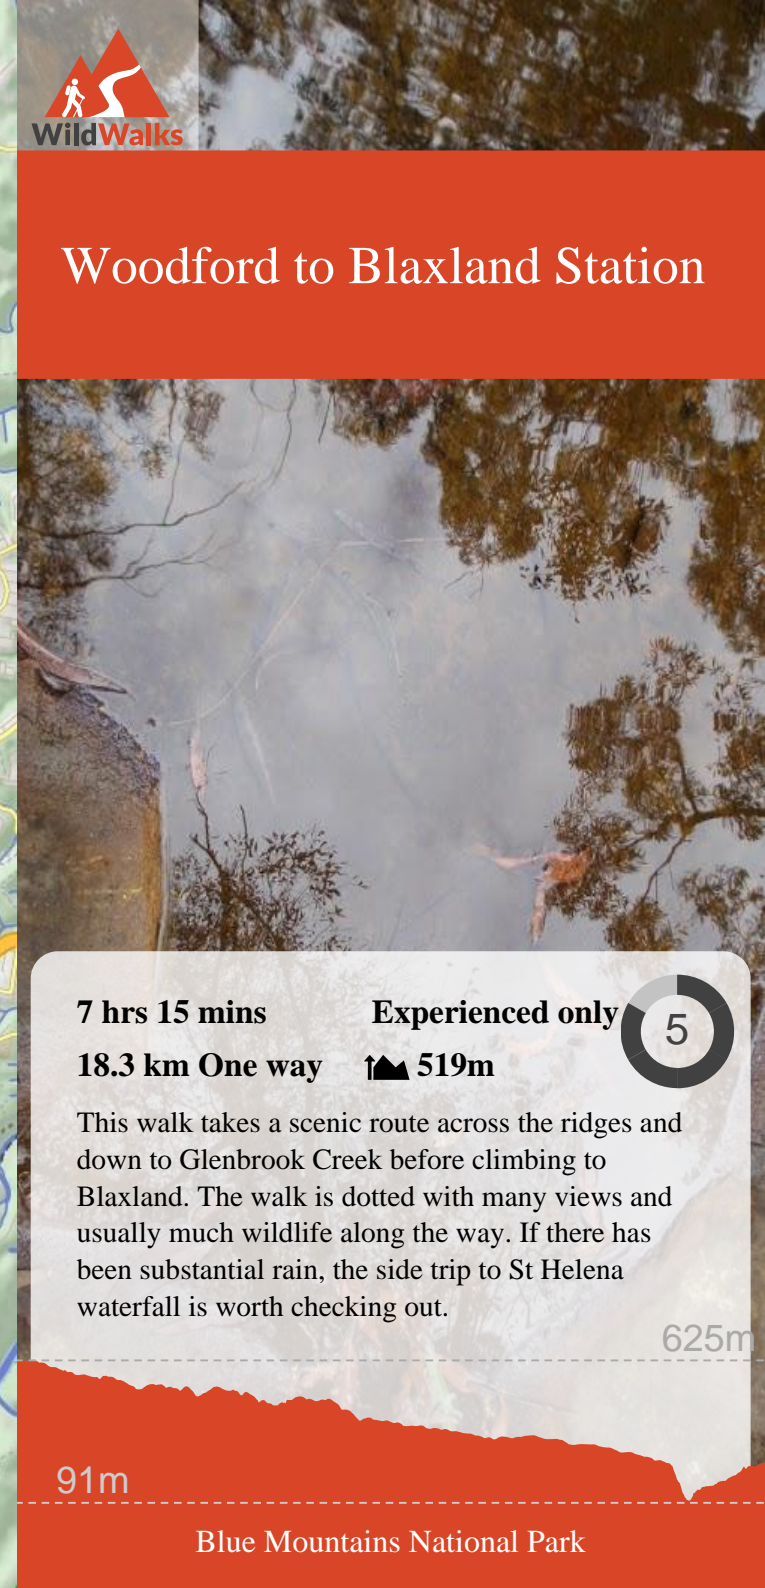 WildWalks
Woodford to Blaxland Station
7 hrs 15 mins
Experienced only
5
18.3 km One way
519m
This walk takes a scenic route across the ridges and
down to Glenbrook Creek before climbing to
Blaxland. The walk is dotted with many views and
usually much wildlife along the way. If there has
been substantial rain, the side trip to St Helena
waterfall is worth checking out.
625m
91m
Blue Mountains National Park